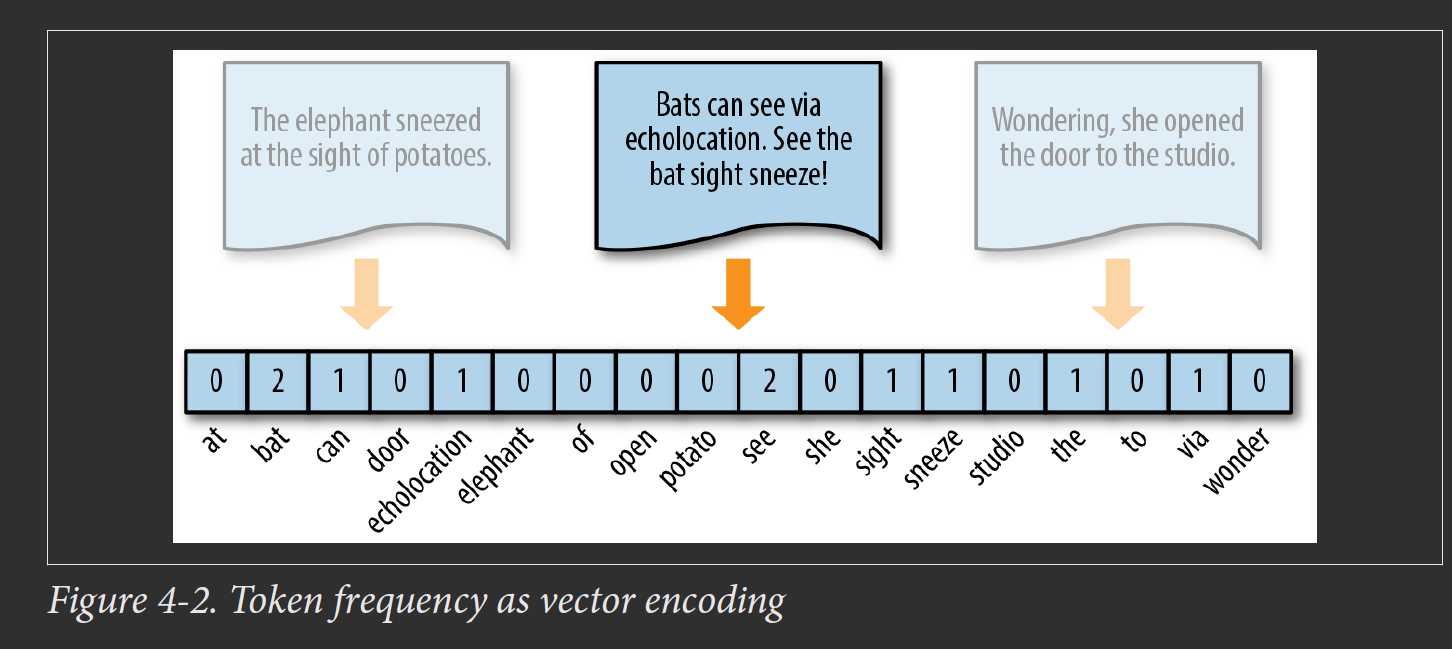 The elephant sneezed
at the sight of potatoes.
Bats can see via
echolocation. See the
bat sight sneeze!
Wondering, she opened
the door to the studio.
0 2 1 0 1 0 0 0 0 2 0 1 1 0 1 0 1 0
at bat can door echolocation elephant of open potato see she sight sneeze studio the to via wonder
Figure 4-2. Token frequency as vector encoding